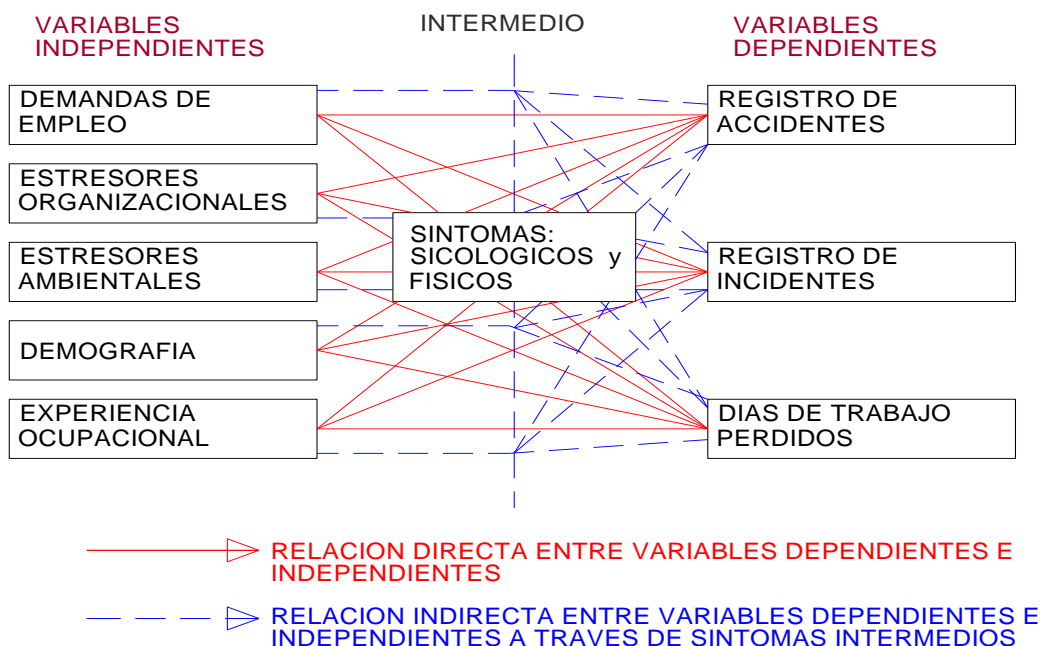 VARIABLES
INDEPENDIENTES
INTERMEDIO
VARIABLES
DEPENDIENTES
DEMANDAS DE
EMPLEO
ESTRESORES
ORGANIZACIONALES
ESTRESORES
AMBIENTALES
DEMOGRAFIA
EXPERIENCIA
OCUPACIONAL
SINTOMAS:
SICOLOGICOS y
FISICOS
REGISTRO DE
ACCIDENTES
REGISTRO DE
INCIDENTES
DIAS DE TRABAJO
PERDIDOS
RELACION DIRECTA ENTRE VARIABLES DEPENDIENTES E
INDEPENDIENTES
RELACION INDIRECTA ENTRE VARIABLES DEPENDIENTES E
INDEPENDIENTES A TRAVES DE SINTOMAS INTERMEDIOS